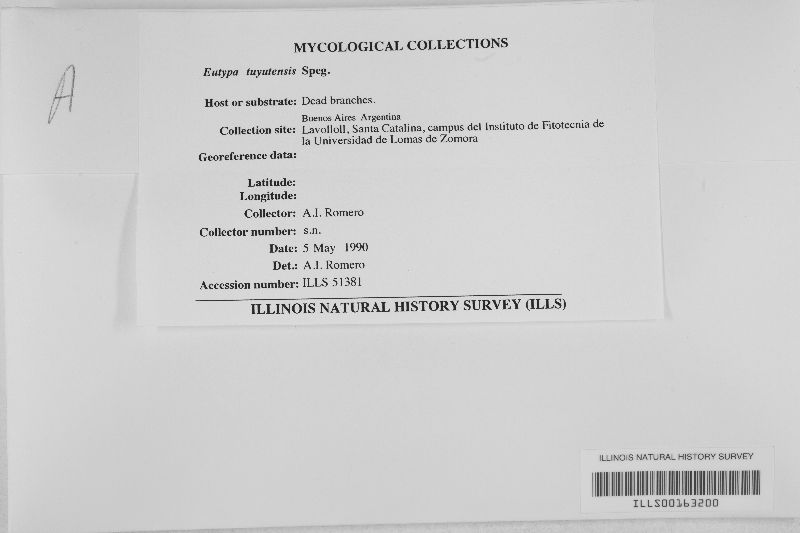 A
MYCOLOGICAL COLLECTIONS
Eutypa tuyutensis Speg.
Host or substrate: Dead branches.
Buenos Aires Argentina
Collection site: Lavolloll, Santa Catalina, campus del Instituto de Fitotecnia de
la Universidad de Lomas de Zomora
Georeference data:
Latitude:
Longitude:
Collector: A.I. Romero
Collector number: s.n.
Date: 5 May 1990
Det.: A.I. Romero
Accession number: ILLS 51381
ILLINOIS NATURAL HISTORY SURVEY (ILLS)
ILLINOIS NATURAL HISTORY SURVEY
ILLS00163200